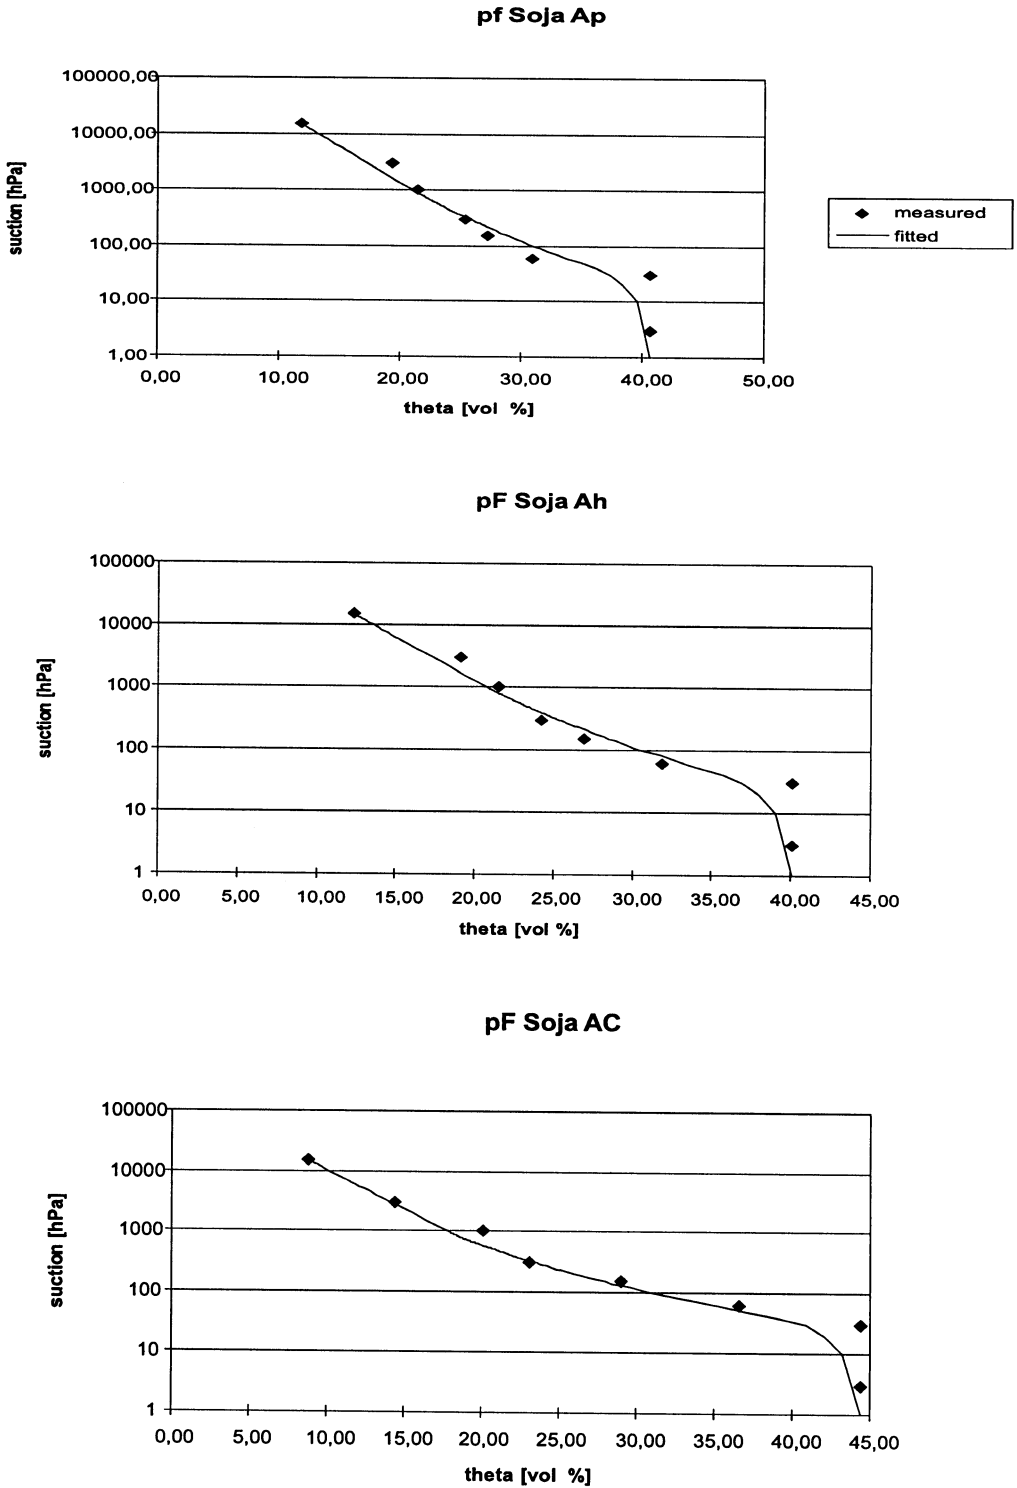 pf Soja Ap
100000,00
10000,00
1000,00
100,00
10,00
1,00
suction [hPa]
0,00 10,00 20,00 30,00 40,00 50,00
theta [vol %]
measured
fitted
pF Soja Ah
100000
10000
1000
100
10
1
suction [hPa]
0,00 5,00 10,00 15,00 20,00 25,00 30,00 35,00 40,00 45,00
theta [vol %]
pF Soja AC
100000
10000
1000
100
10
1
suction [hPa]
0,00 5,00 10,00 15,00 20,00 25,00 30,00 35,00 40,00 45,00
theta [vol %]